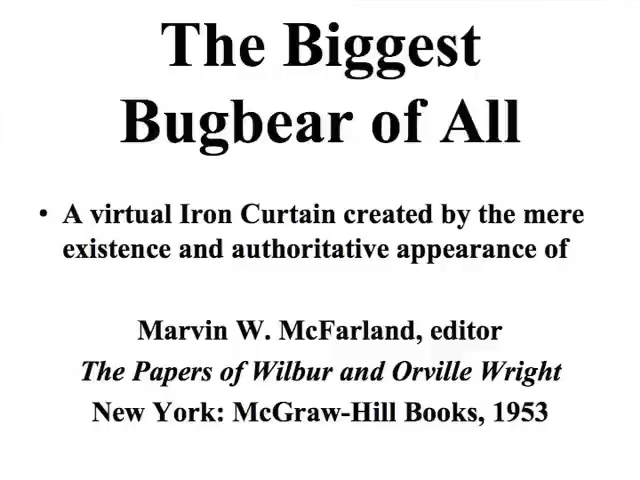 The Biggest
Bugbear of All
• A virtual Iron Curtain created by the mere
existence and authoritative appearance of
Marvin W. McFarland, editor
The Papers of Wilbur and Orville Wright
New York: McGraw-Hill Books, 1953